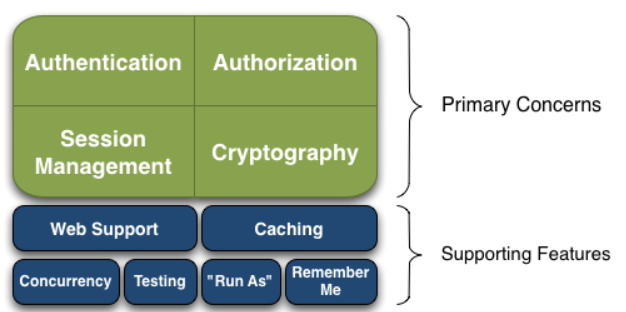 Authentication
Authorization
Primary Concerns
Session
Management
Cryptography
Web Support
Caching
Supporting Features
Concurrency
Testing
"Run As"
Remember
Me